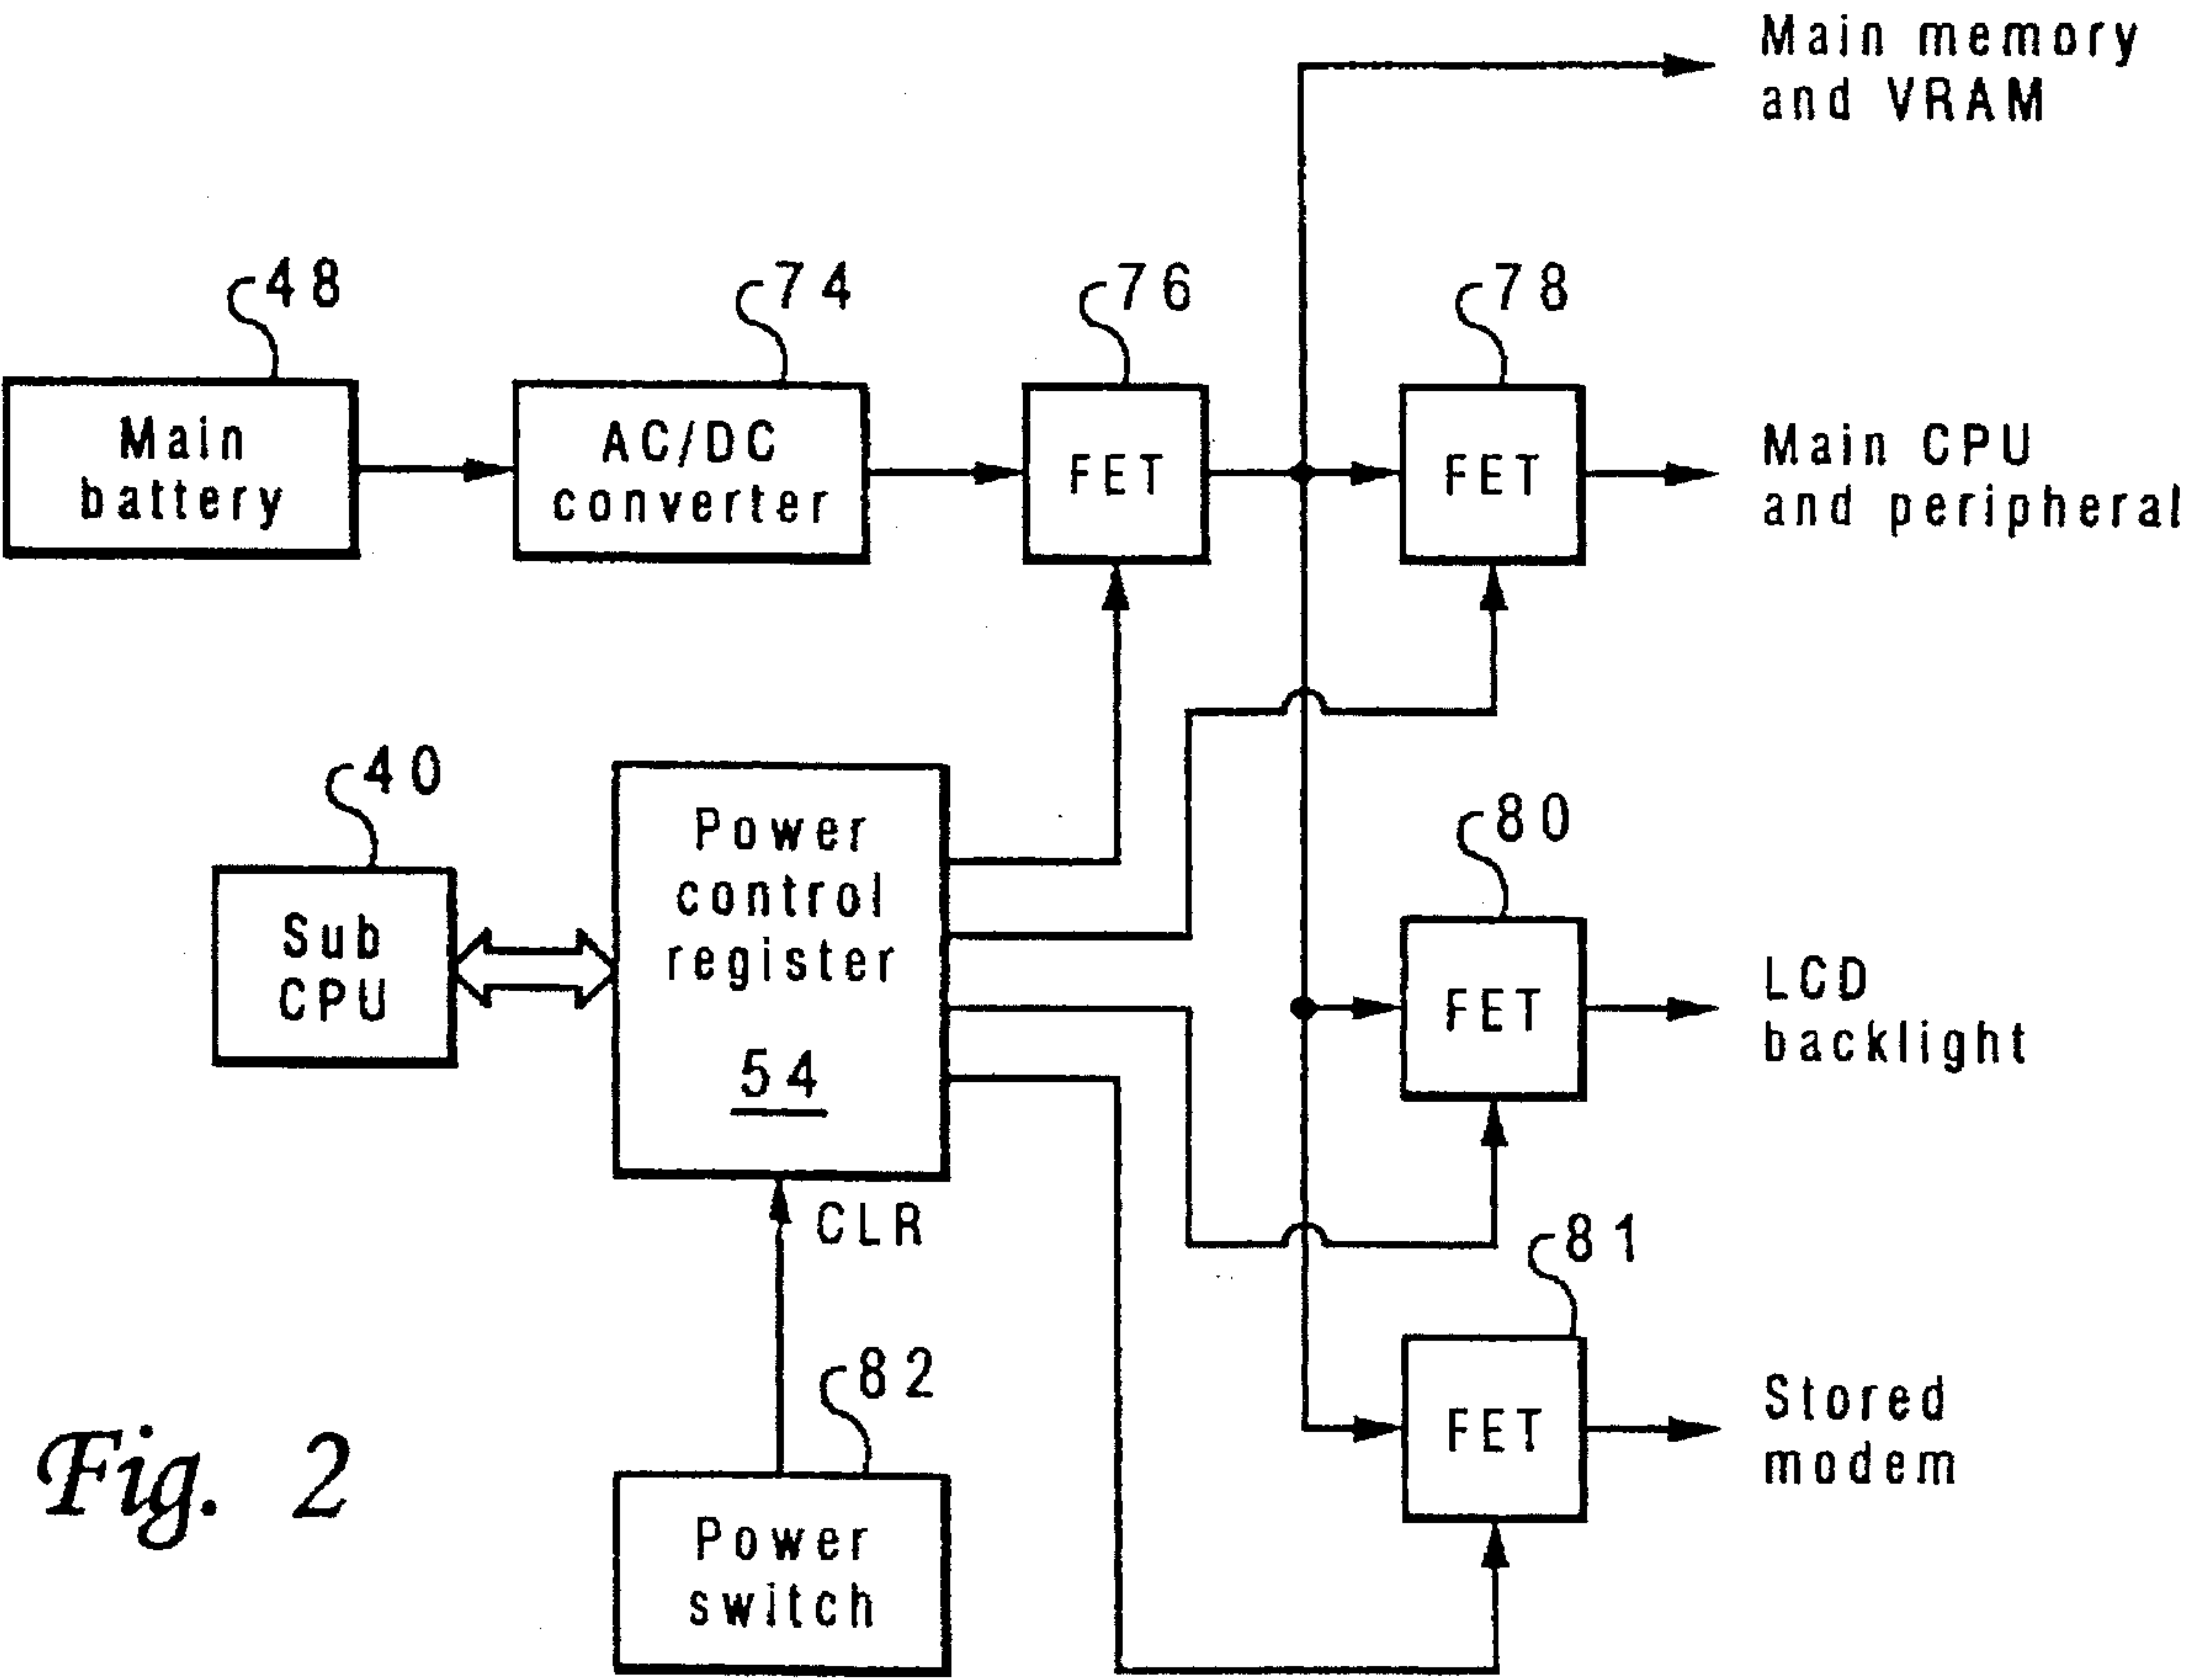 Main memory
and VRAM
48
74
76
78
Main
battery
AC/DC
converter
FET
FET
Main CPU
and peripheral
40
Power
control
register
54
80
Sub
CPU
FET
LCD
backlight
CLR
81
82
FET
Stored
modem
Power
switch
Fig. 2